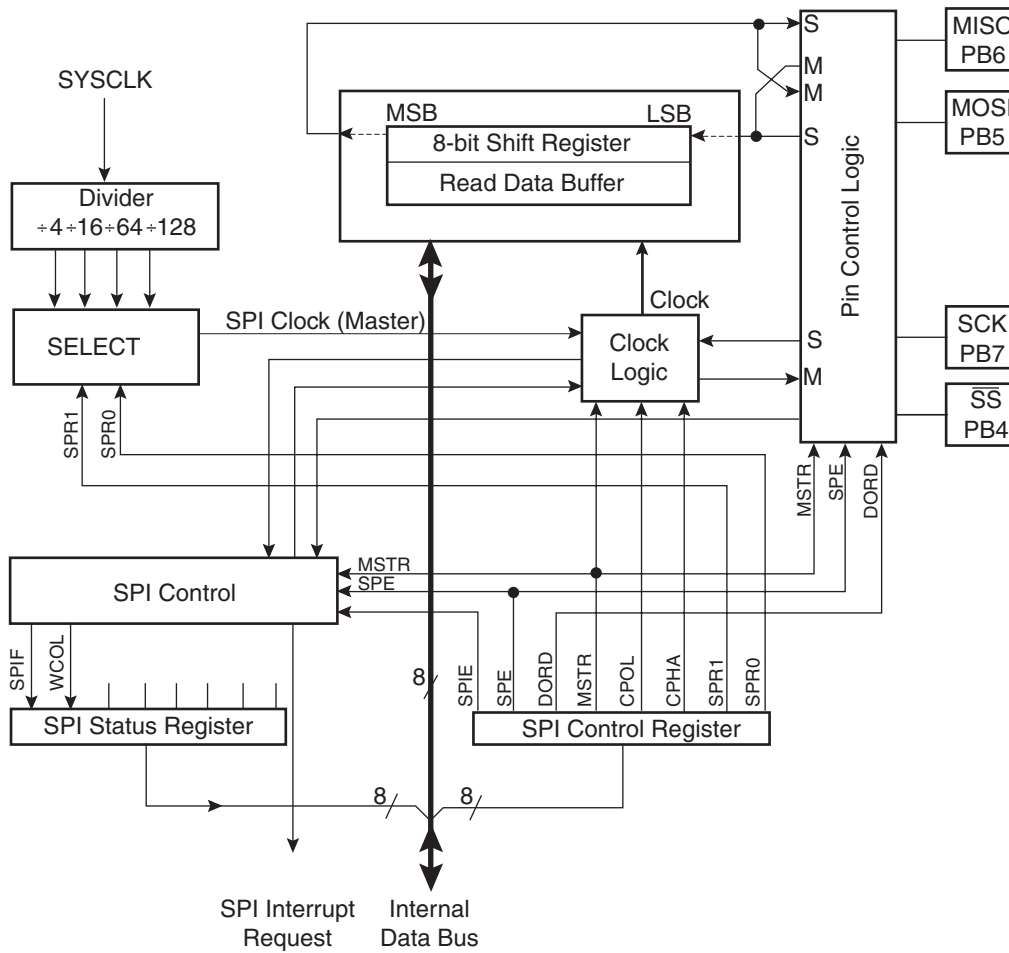 SYSCLK
Divider
÷4÷16÷64÷128
SELECT
SPI Clock (Master)
SPR1
SPR0
MSB
LSB
8-bit Shift Register
Read Data Buffer
Clock
Clock
Logic
S
M
M
S
S
M
Pin Control Logic
MISO
PB6
MOSI
PB5
SCK
PB7
SS
PB4
MSTR
SPE
DORD
SPI Control
MSTR
SPE
SPIF
WCOL
SPI Status Register
8
SPIE
SPE
DORD
MSTR
CPOL
CPHA
SPR1
SPR0
SPI Control Register
8
8
SPI Interrupt
Request
Internal
Data Bus